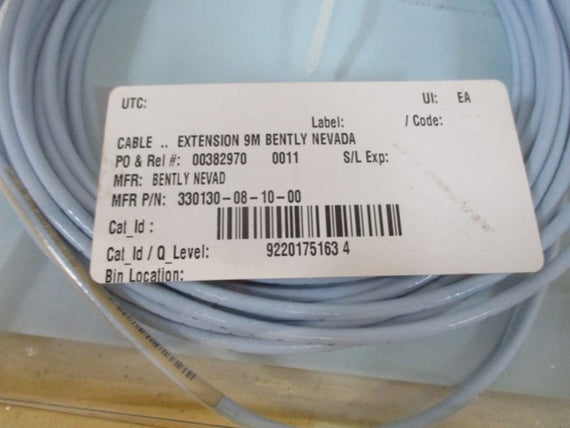 UTC:
UI: EA
Label: / Code:
CABLE .. EXTENSION 9M BENTLY NEVADA
PO & Rel #: 00382970 0011 S/L Exp:
MFR: BENTLY NEVAD
MFR P/N: 330130-08-10-00
Cat_Id :
Cat_Id / Q_Level: 9220175163 4
Bin Location: